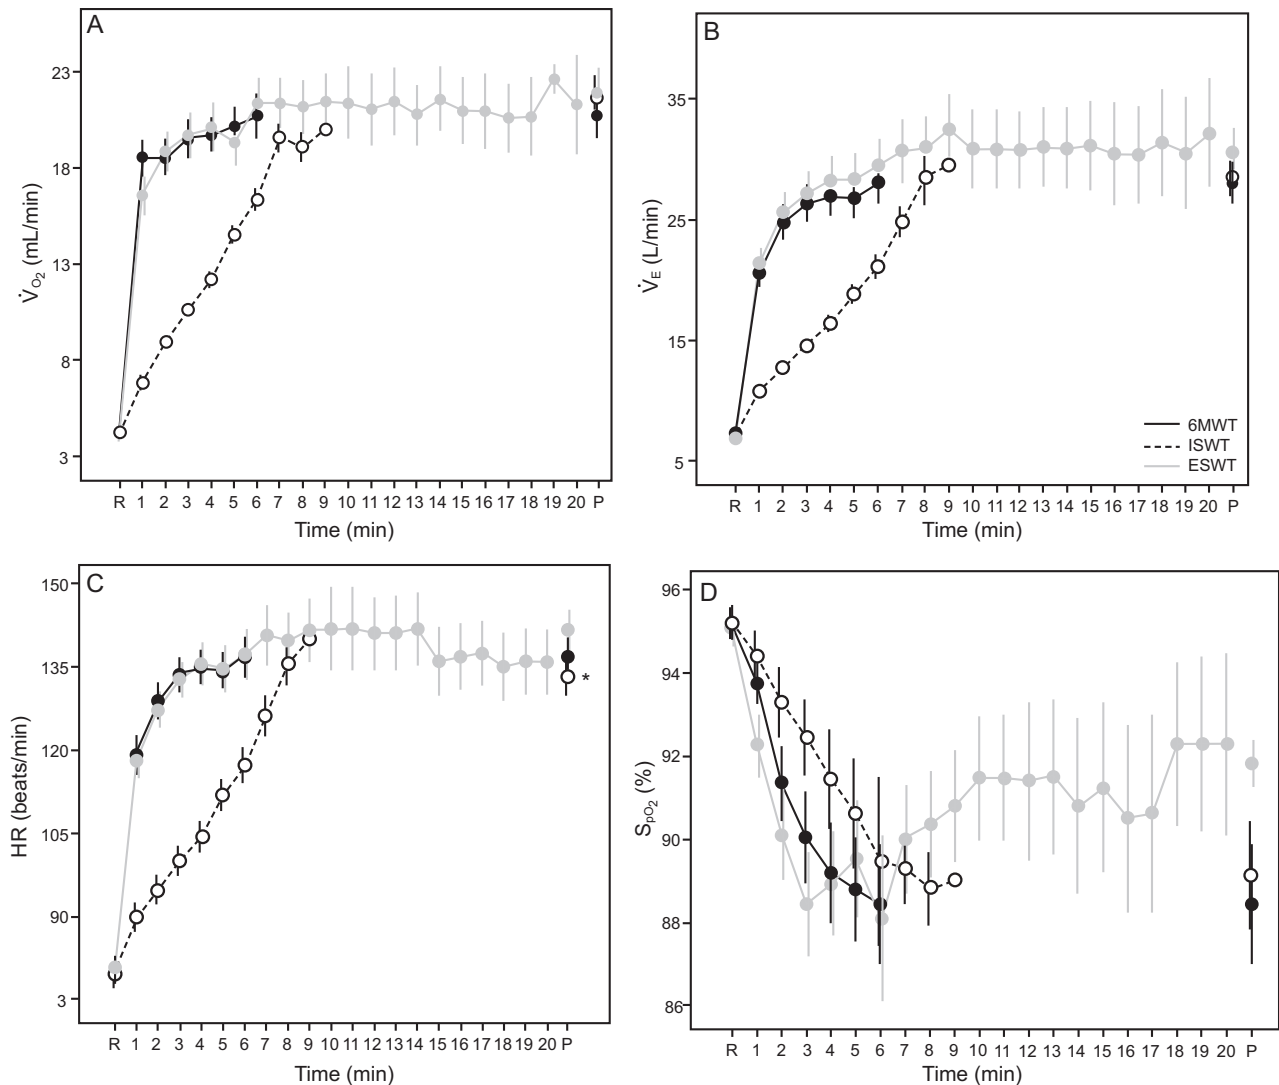 A
23
18
13
8
3
V̇O₂ (mL/min)
R 1 2 3 4 5 6 7 8 9 10 11 12 13 14 15 16 17 18 19 20 P
Time (min)
B
35
25
15
5
V̇E (L/min)
6MWT
ISWT
ESWT
R 1 2 3 4 5 6 7 8 9 10 11 12 13 14 15 16 17 18 19 20 P
Time (min)
C
150
135
120
105
90
3
HR (beats/min)
*
R 1 2 3 4 5 6 7 8 9 10 11 12 13 14 15 16 17 18 19 20 P
Time (min)
D
96
94
92
90
88
86
SpO₂ (%)
R 1 2 3 4 5 6 7 8 9 10 11 12 13 14 15 16 17 18 19 20 P
Time (min)